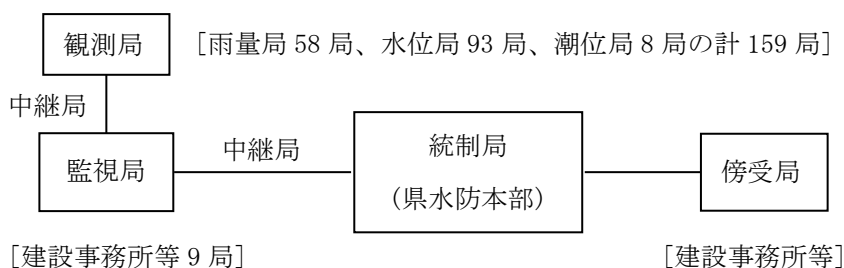 観測局 [雨量局 58 局、水位局 93 局、潮位局 8 局の計 159 局]
中継局
監視局 中継局 統制局 傍受局
(県水防本部)
[建設事務所等 9 局] [建設事務所等]